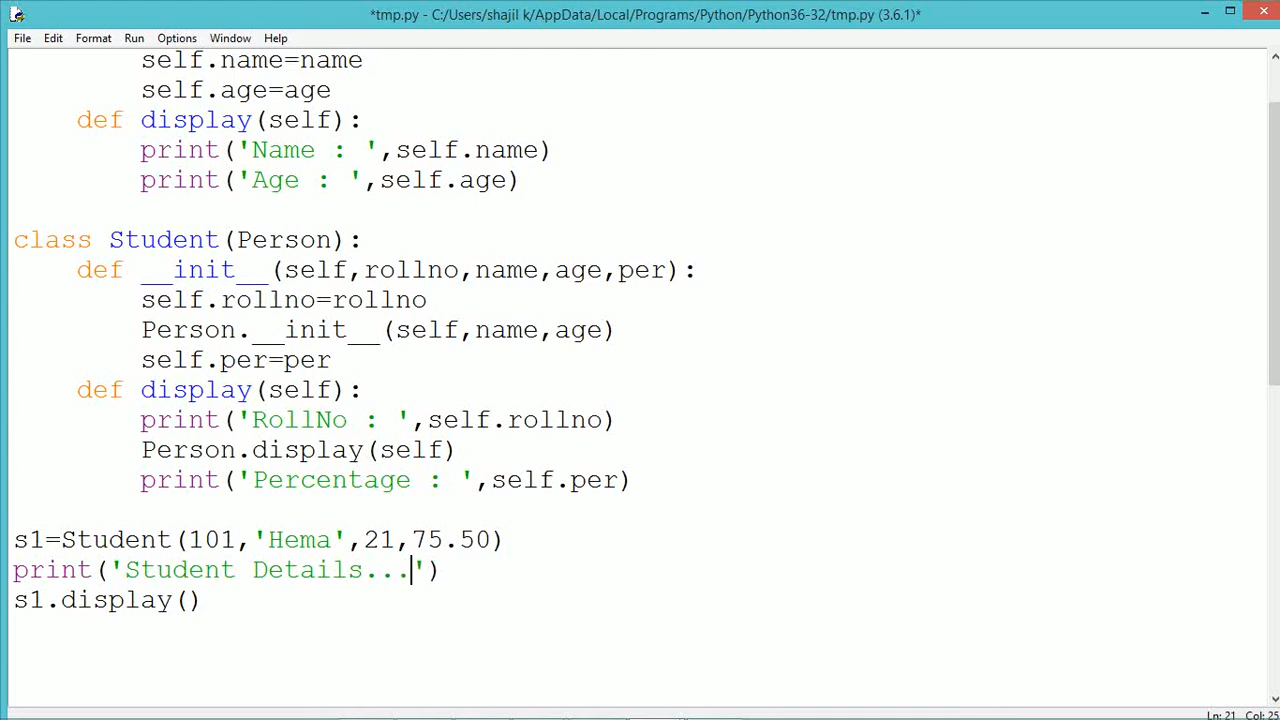 *tmp.py - C:/Users/shajil k/AppData/Local/Programs/Python/Python36-32/tmp.py (3.6.1)*
File Edit Format Run Options Window Help
        self.name=name
        self.age=age
    def display(self):
        print('Name : ',self.name)
        print('Age : ',self.age)

class Student(Person):
    def __init__(self,rollno,name,age,per):
        self.rollno=rollno
        Person.__init__(self,name,age)
        self.per=per
    def display(self):
        print('RollNo : ',self.rollno)
        Person.display(self)
        print('Percentage : ',self.per)

s1=Student(101,'Hema',21,75.50)
print('Student Details...')
s1.display()
Ln: 21 Col: 25